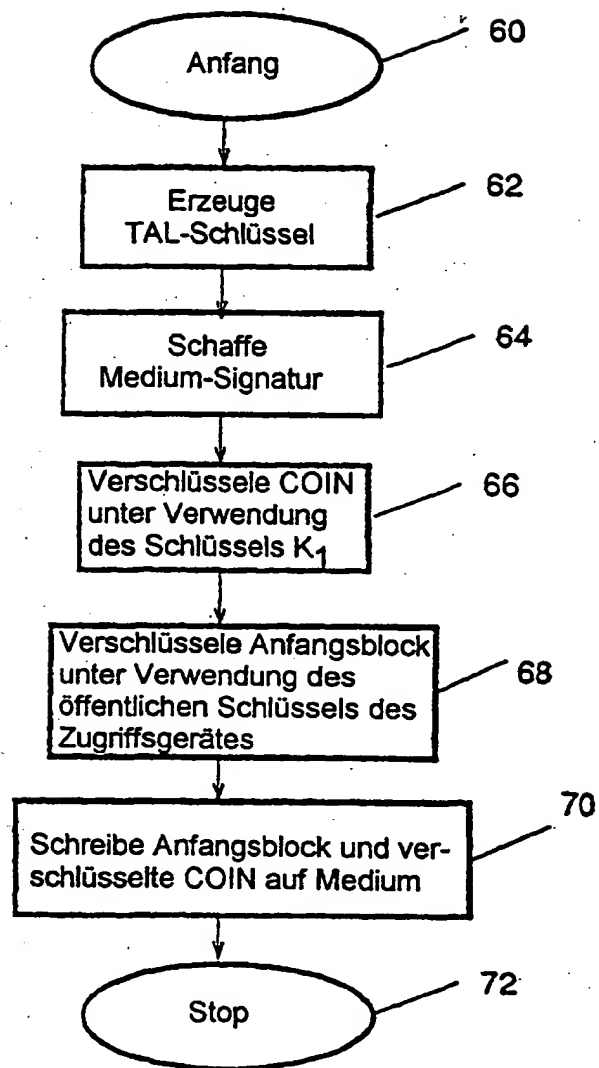 60
Anfang
62
Erzeuge
TAL-Schlüssel
64
Schaffe
Medium-Signatur
66
Verschlüssele COIN
unter Verwendung
des Schlüssels K₁
68
Verschlüssele Anfangsblock
unter Verwendung des
öffentlichen Schlüssels des
Zugriffsgerätes
70
Schreibe Anfangsblock und ver-
schlüsselte COIN auf Medium
72
Stop